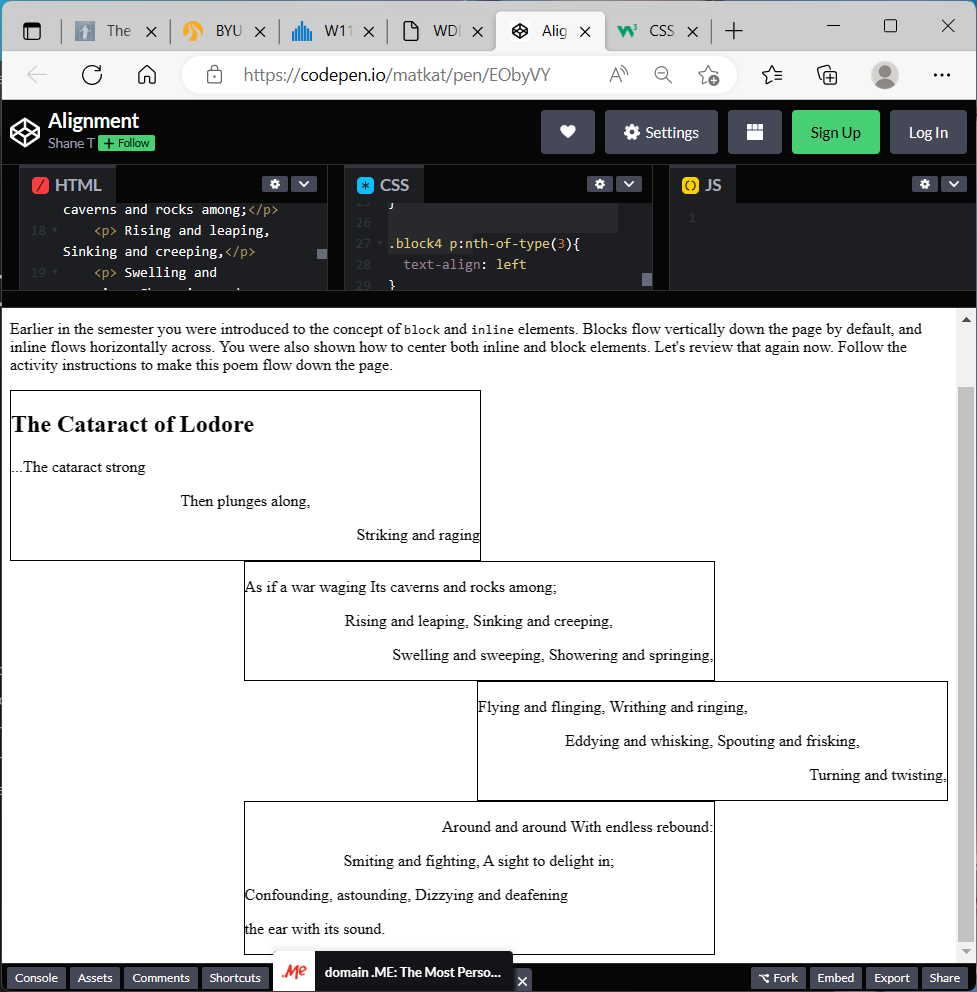 The
BYU
W11
WD
Alig
CSS
https://codepen.io/matkat/pen/EObyVY
Alignment
Shane T + Follow
Settings
Sign Up
Log In
HTML
caverns and rocks among;</p>
18 <p> Rising and leaping,
Sinking and creeping,</p>
19 <p> Swelling and
CSS
25 }
26
27 .block4 p:nth-of-type(3){
28 text-align: left
29 }
JS
1
Earlier in the semester you were introduced to the concept of block and inline elements. Blocks flow vertically down the page by default, and
inline flows horizontally across. You were also shown how to center both inline and block elements. Let's review that again now. Follow the
activity instructions to make this poem flow down the page.
The Cataract of Lodore
...The cataract strong
Then plunges along,
Striking and raging
As if a war waging Its caverns and rocks among;
Rising and leaping, Sinking and creeping,
Swelling and sweeping, Showering and springing,
Flying and flinging, Writhing and ringing,
Eddying and whisking, Spouting and frisking,
Turning and twisting,
Around and around With endless rebound:
Smiting and fighting, A sight to delight in;
Confounding, astounding, Dizzying and deafening
the ear with its sound.
Console
Assets
Comments
Shortcuts
.Me domain .ME: The Most Perso...
Fork
Embed
Export
Share